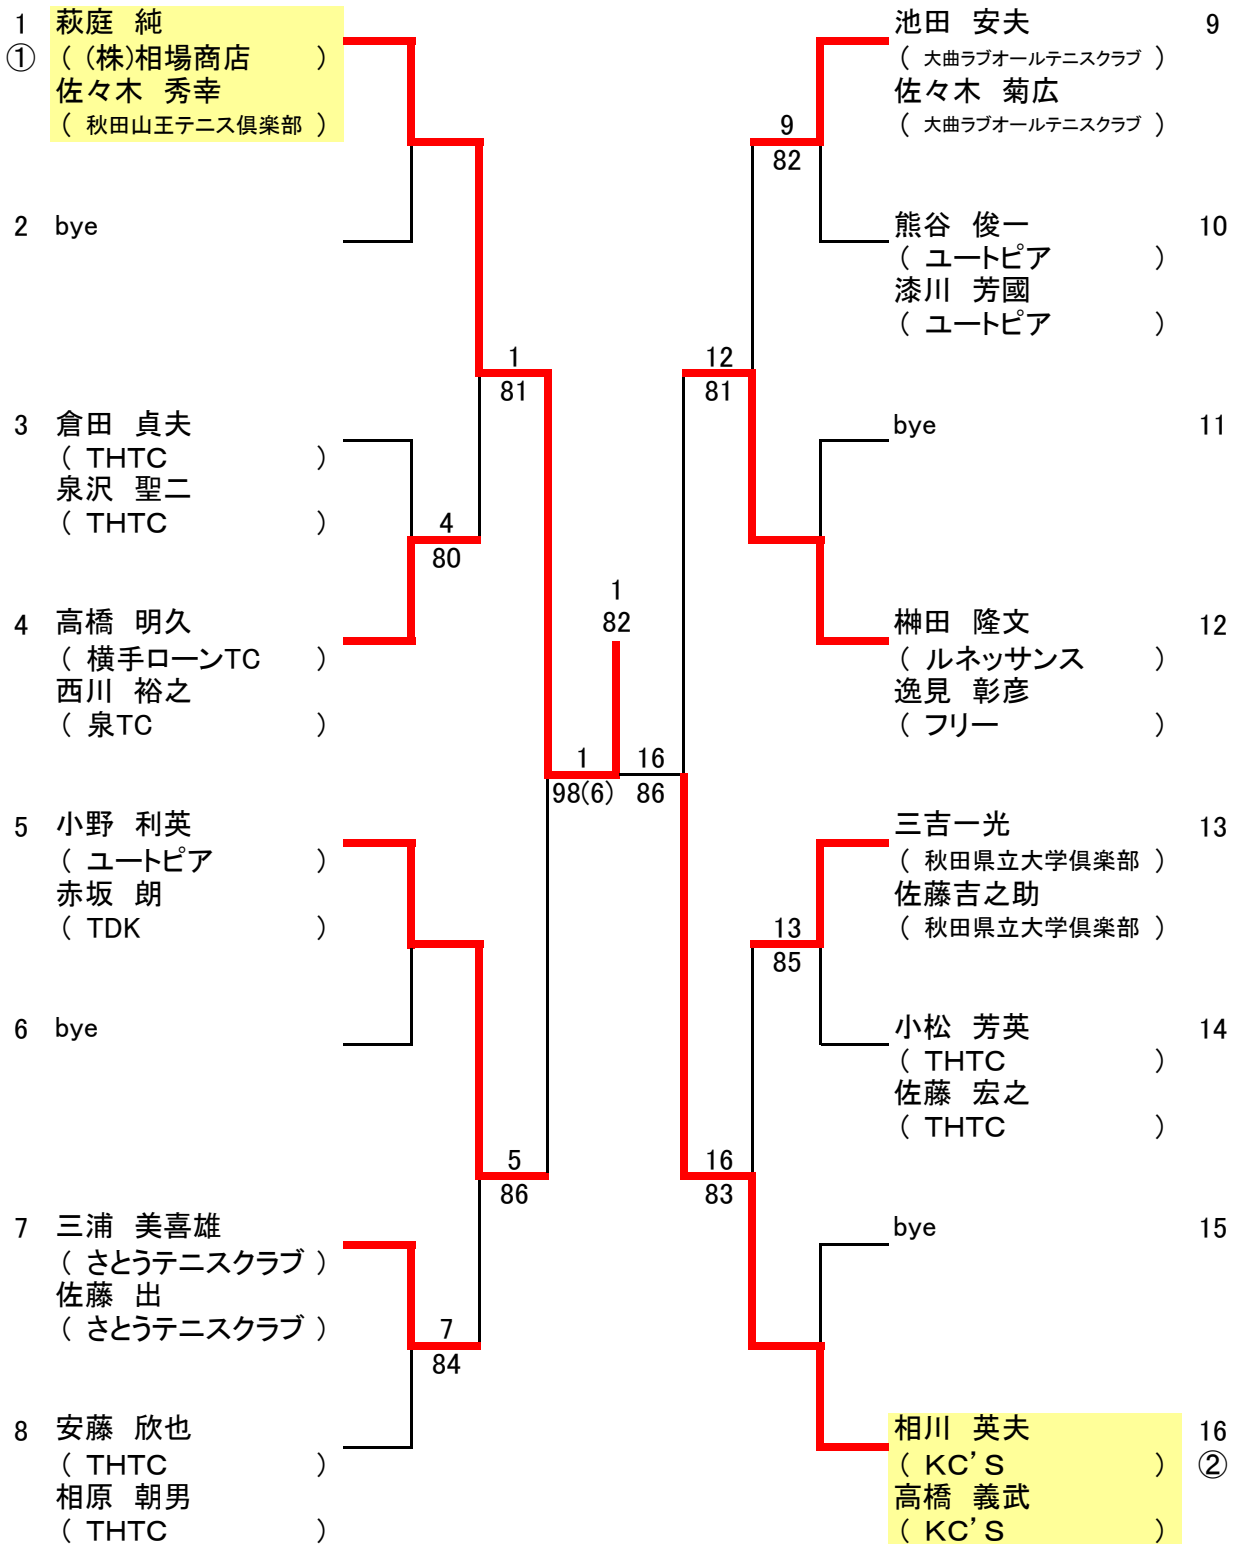 1 萩庭 純
① ( (株)相場商店 )
佐々木 秀幸
( 秋田山王テニス倶楽部 )
2 bye
3 倉田 貞夫
( THTC )
泉沢 聖二
( THTC )
4 高橋 明久
( 横手ローンTC )
西川 裕之
( 泉TC )
5 小野 利英
( ユートピア )
赤坂 朗
( TDK )
6 bye
7 三浦 美喜雄
( さとうテニスクラブ )
佐藤 出
( さとうテニスクラブ )
8 安藤 欣也
( THTC )
相原 朝男
( THTC )
4
80
7
84
1
81
5
86
1
98(6)
1
82
16
86
12
81
16
83
9
82
13
85
池田 安夫 9
( 大曲ラブオールテニスクラブ )
佐々木 菊広
( 大曲ラブオールテニスクラブ )
熊谷 俊一 10
( ユートピア )
漆川 芳國
( ユートピア )
bye 11
榊田 隆文 12
( ルネッサンス )
逸見 彰彦
( フリー )
三吉一光 13
( 秋田県立大学倶楽部 )
佐藤吉之助
( 秋田県立大学倶楽部 )
小松 芳英 14
( THTC )
佐藤 宏之
( THTC )
bye 15
相川 英夫 16
( KC'S ) ②
高橋 義武
( KC'S )